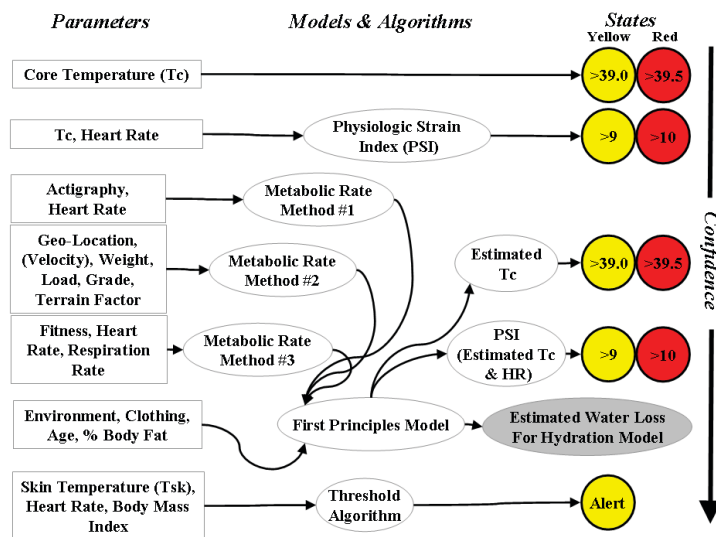 Parameters
Models & Algorithms
States
Yellow
Red
Core Temperature (Tc)
>39.0
>39.5
Tc, Heart Rate
Physiologic Strain
Index (PSI)
>9
>10
Actigraphy,
Heart Rate
Metabolic Rate
Method #1
Geo-Location,
(Velocity), Weight,
Load, Grade,
Terrain Factor
Metabolic Rate
Method #2
Estimated
Tc
>39.0
>39.5
Confidence
Fitness, Heart
Rate, Respiration
Rate
Metabolic Rate
Method #3
PSI
(Estimated Tc
& HR)
>9
>10
Environment, Clothing,
Age, % Body Fat
First Principles Model
Estimated Water Loss
For Hydration Model
Skin Temperature (Tsk),
Heart Rate, Body Mass
Index
Threshold
Algorithm
Alert